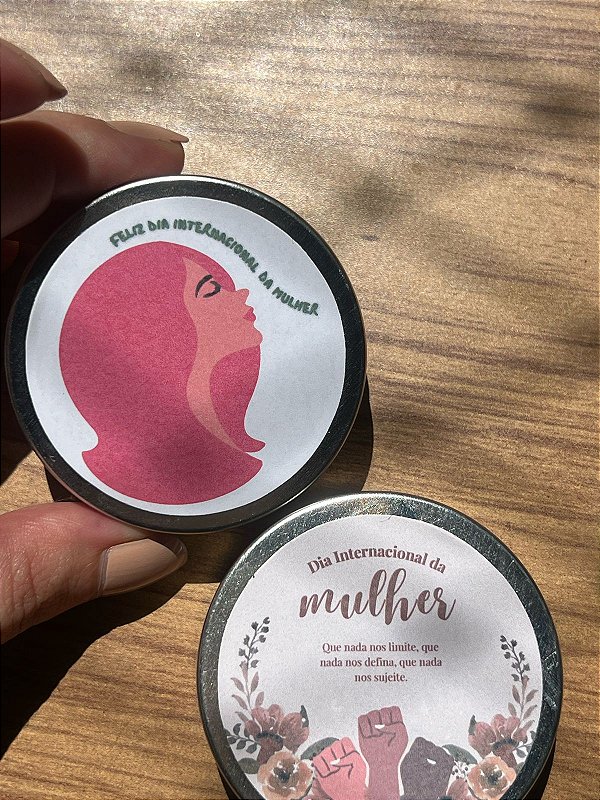 FELIZ DIA INTERNACIONAL DA MULHER
Dia Internacional da
mulher
Que nada nos limite, que
nada nos defina, que nada
nos sujeite.